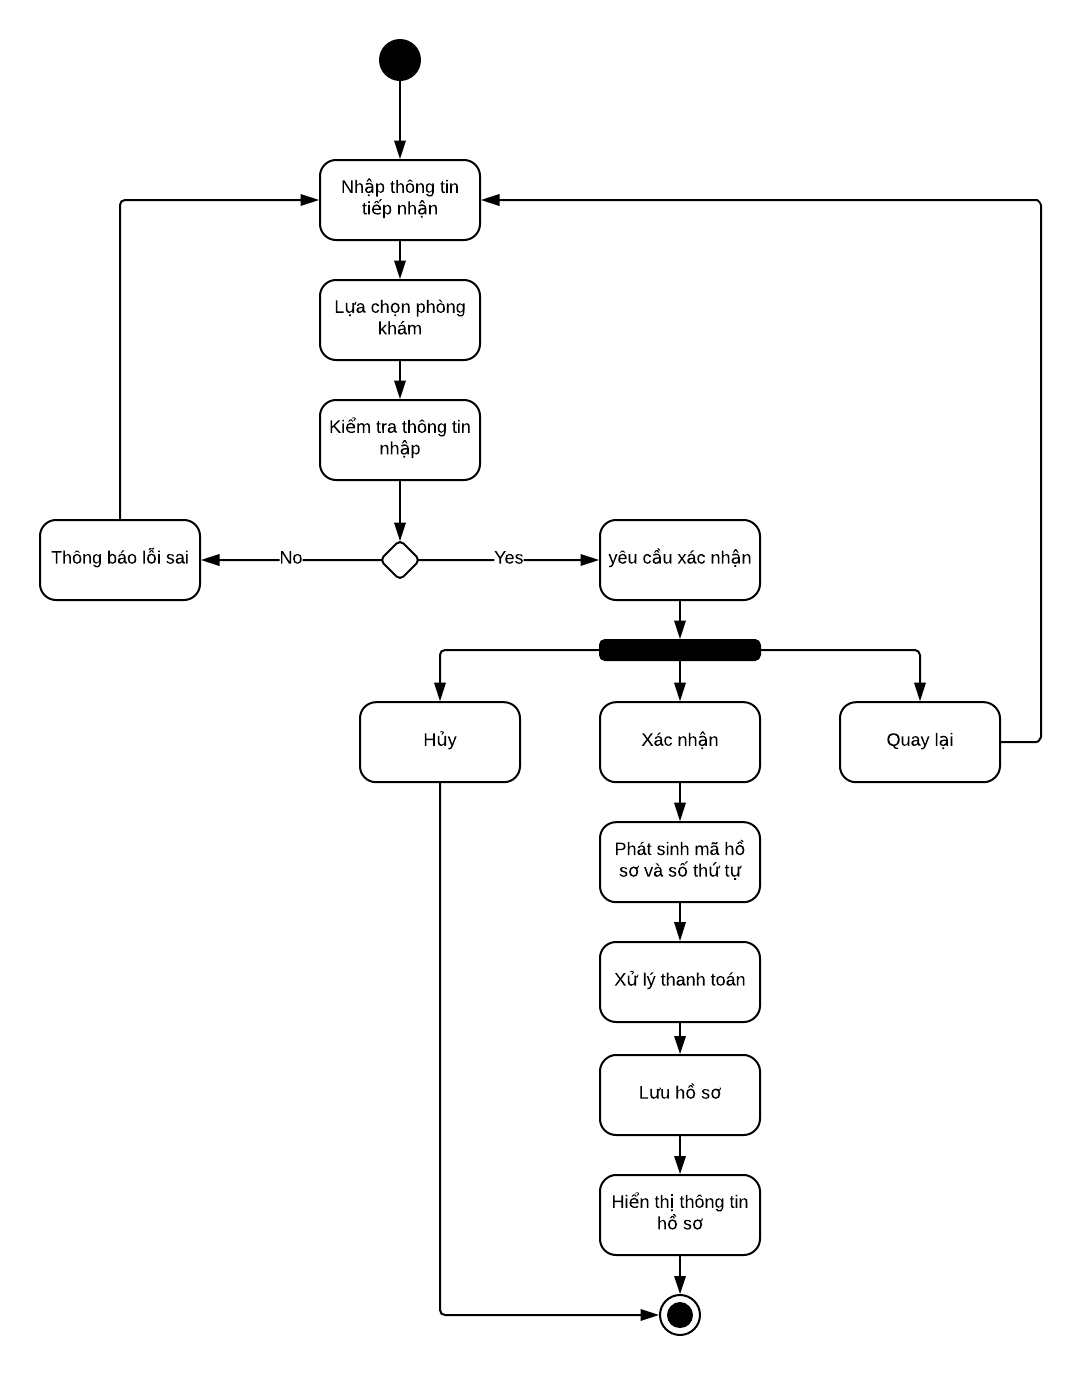 Nhập thông tin
tiếp nhận
Lựa chọn phòng
khám
Kiểm tra thông tin
nhập
Thông báo lỗi sai
No
Yes
yêu cầu xác nhận
Hủy
Xác nhận
Quay lại
Phát sinh mã hồ
sơ và số thứ tự
Xử lý thanh toán
Lưu hồ sơ
Hiển thị thông tin
hồ sơ